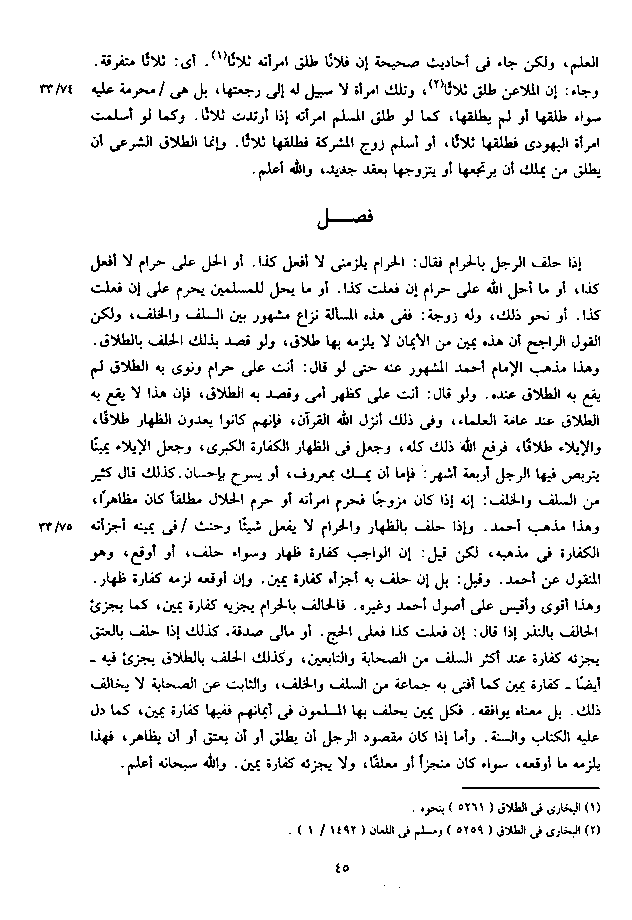 العلم، ولكن جاء فى أحاديث صحيحة إن فلانًا طلق امرأته ثلاثًا(١). أى: ثلاثًا متفرقة.
٣٣/٧٤ وجاء: إن الملاعن طلق ثلاثًا(٢)، وتلك امرأة لا سبيل له إلى رجعتها، بل هى / محرمة عليه
سواء طلقها أو لم يطلقها، كما لو طلق المسلم امرأته إذا أرتدت ثلاثًا. وكما لو أسلمت
امرأة اليهودى فطلقها ثلاثًا، أو أسلم زوج المشركة فطلقها ثلاثًا. وإنما الطلاق الشرعى أن
يطلق من يملك أن يرتجعها أو يتزوجها بعقد جديد، والله أعلم.
فصــل
إذا حلف الرجل بالحرام فقال: الحرام يلزمنى لا أفعل كذا. أو الحل على حرام لا أفعل
كذا، أو ما أحل الله على حرام إن فعلت كذا. أو ما يحل للمسلمين يحرم على إن فعلت
كذا. أو نحو ذلك، وله زوجة: ففى هذه المسألة نزاع مشهور بين السلف والخلف، ولكن
القول الراجح أن هذه يمين من الأيمان لا يلزمه بها طلاق، ولو قصد بذلك الحلف بالطلاق.
وهذا مذهب الإمام أحمد المشهور عنه حتى لو قال: أنت على حرام ونوى به الطلاق لم
يقع به الطلاق عنده. ولو قال: أنت على كظهر أمى وقصد به الطلاق، فإن هذا لا يقع به
الطلاق عند عامة العلماء، وفى ذلك أنزل الله القرآن، فإنهم كانوا يعدون الظهار طلاقًا،
والإيلاء طلاقًا، فرفع الله ذلك كله، وجعل فى الظهار الكفارة الكبرى، وجعل الإيلاء يمينًا
يتربص فيها الرجل أربعة أشهر: فإما أن يمسك بمعروف، أو يسرح بإحسان. كذلك قال كثير
من السلف والخلف: إنه إذا كان مزوجًا فحرم امرأته أو حرم الحلال مطلقاً كان مظاهرًا،
٣٣/٧٥ وهذا مذهب أحمد. وإذا حلف بالظهار والحرام لا يفعل شيئًا وحنث / فى يمينه أجزأته
الكفارة فى مذهبه، لكن قيل: إن الواجب كفارة ظهار وسواء حلف، أو أوقع، وهو
المنقول عن أحمد. وقيل: بل إن حلف به أجزأه كفارة يمين. وإن أوقعه لزمه كفارة ظهار.
وهذا أقوى وأقيس على أصول أحمد وغيره. فالحالف بالحرام يجزيه كفارة يمين، كما يجزئ
الحالف بالنذر إذا قال: إن فعلت كذا فعلى الحج. أو مالى صدقة. كذلك إذا حلف بالعتق
يجزئه كفارة عند أكثر السلف من الصحابة والتابعين، وكذلك الحلف بالطلاق يجزئ فيه ـ
أيضًا ـ كفارة يمين كما أفتى به جماعة من السلف والخلف، والثابت عن الصحابة لا يخالف
ذلك. بل معناه يوافقه. فكل يمين يحلف بها المسلمون فى أيمانهم ففيها كفارة يمين، كما دل
عليه الكتاب والسنة. وأما إذا كان مقصود الرجل أن يطلق أو أن يعتق أو أن يظاهر، فهذا
يلزمه ما أوقعه، سواء كان منجزاً أو معلقًا، ولا يجزئه كفارة يمين. والله سبحانه أعلم.
(١) البخارى فى الطلاق ( ٥٢٦١ ) بنحوه .
(٢) البخارى فى الطلاق ( ٥٢٥٩ ) ومسلم فى اللعان ( ١٤٩٢ / ١ ) .
٤٥